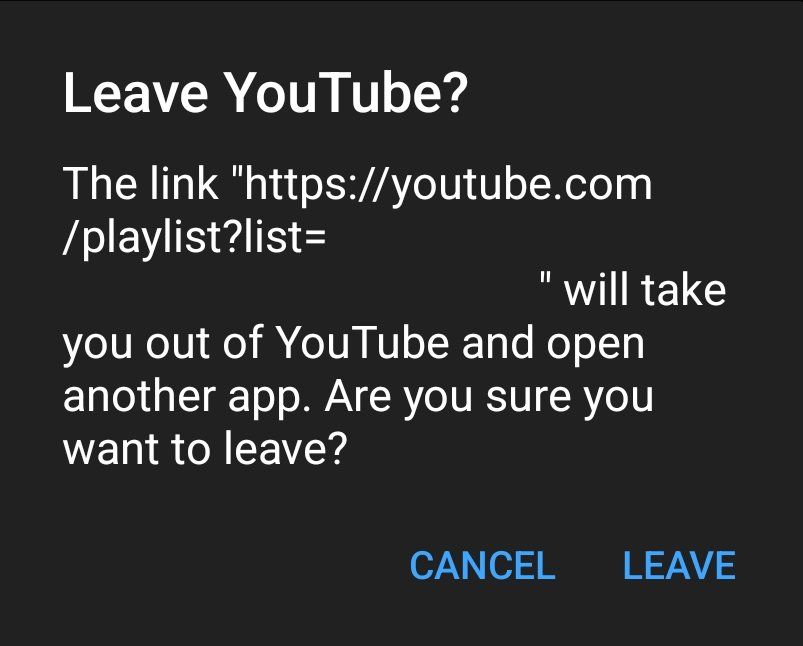 Leave YouTube?
The link "https://youtube.com
/playlist?list=
" will take
you out of YouTube and open
another app. Are you sure you
want to leave?
CANCEL LEAVE